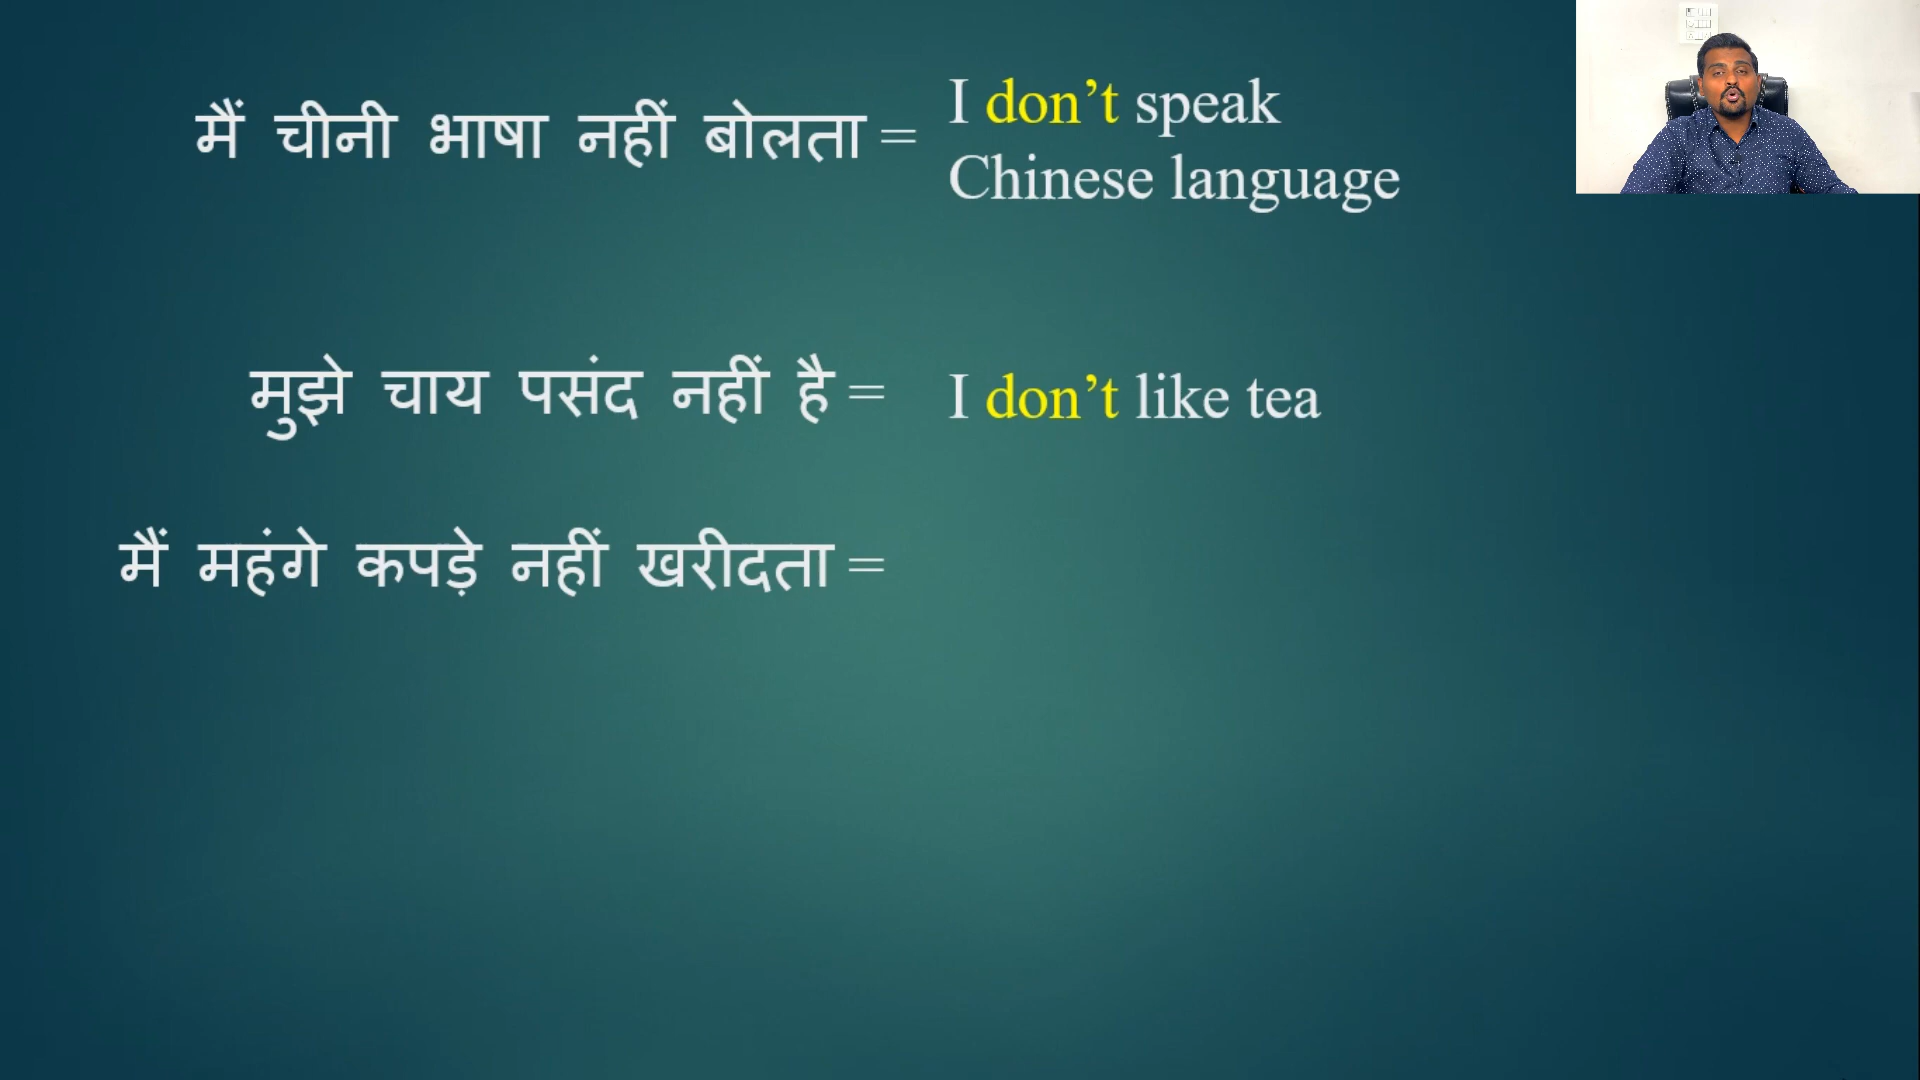 मैं चीनी भाषा नहीं बोलता = I don’t speak
Chinese language
मुझे चाय पसंद नहीं है = I don’t like tea
मैं महंगे कपड़े नहीं खरीदता =